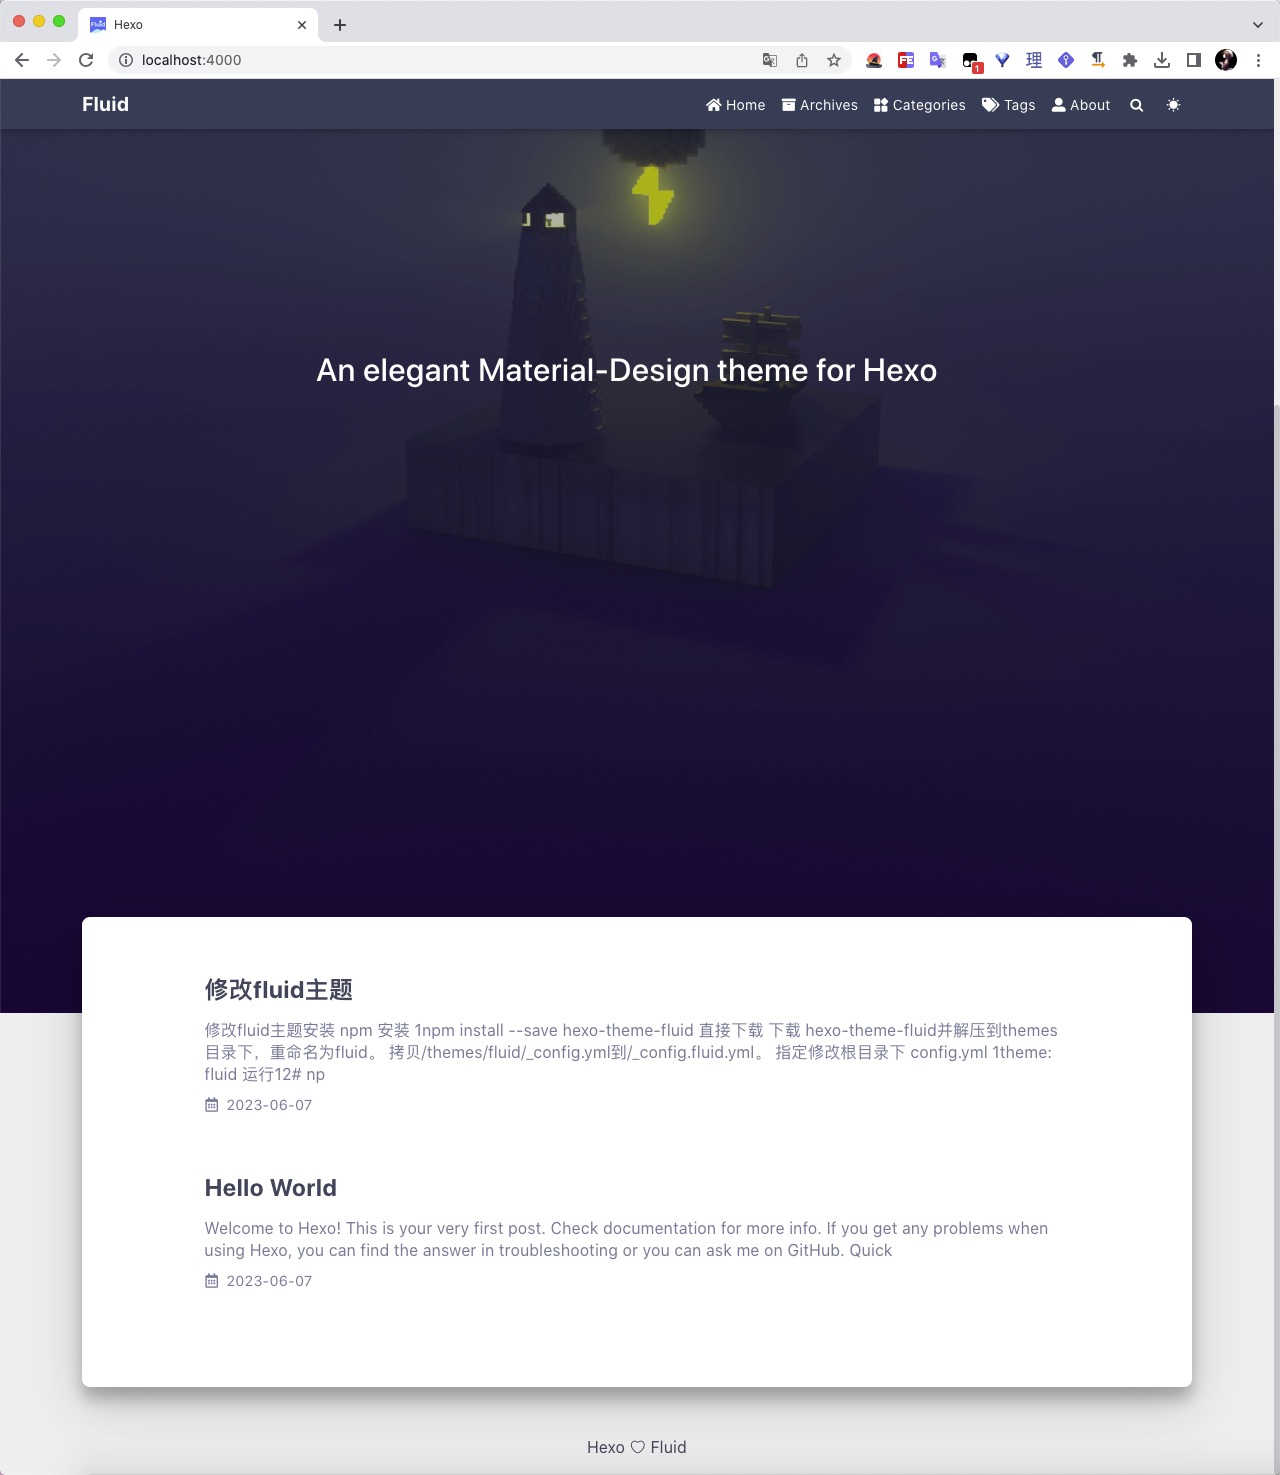 Fluid
Hexo
localhost:4000
FE
G
1
理
Fluid
Home
Archives
Categories
Tags
About
An elegant Material-Design theme for Hexo
修改fluid主题
修改fluid主题安装 npm 安装 1npm install --save hexo-theme-fluid 直接下载 下载 hexo-theme-fluid并解压到themes
目录下，重命名为fluid。 拷贝/themes/fluid/_config.yml到/_config.fluid.yml。 指定修改根目录下 config.yml 1theme:
fluid 运行12# np
2023-06-07
Hello World
Welcome to Hexo! This is your very first post. Check documentation for more info. If you get any problems when
using Hexo, you can find the answer in troubleshooting or you can ask me on GitHub. Quick
2023-06-07
Hexo ♡ Fluid